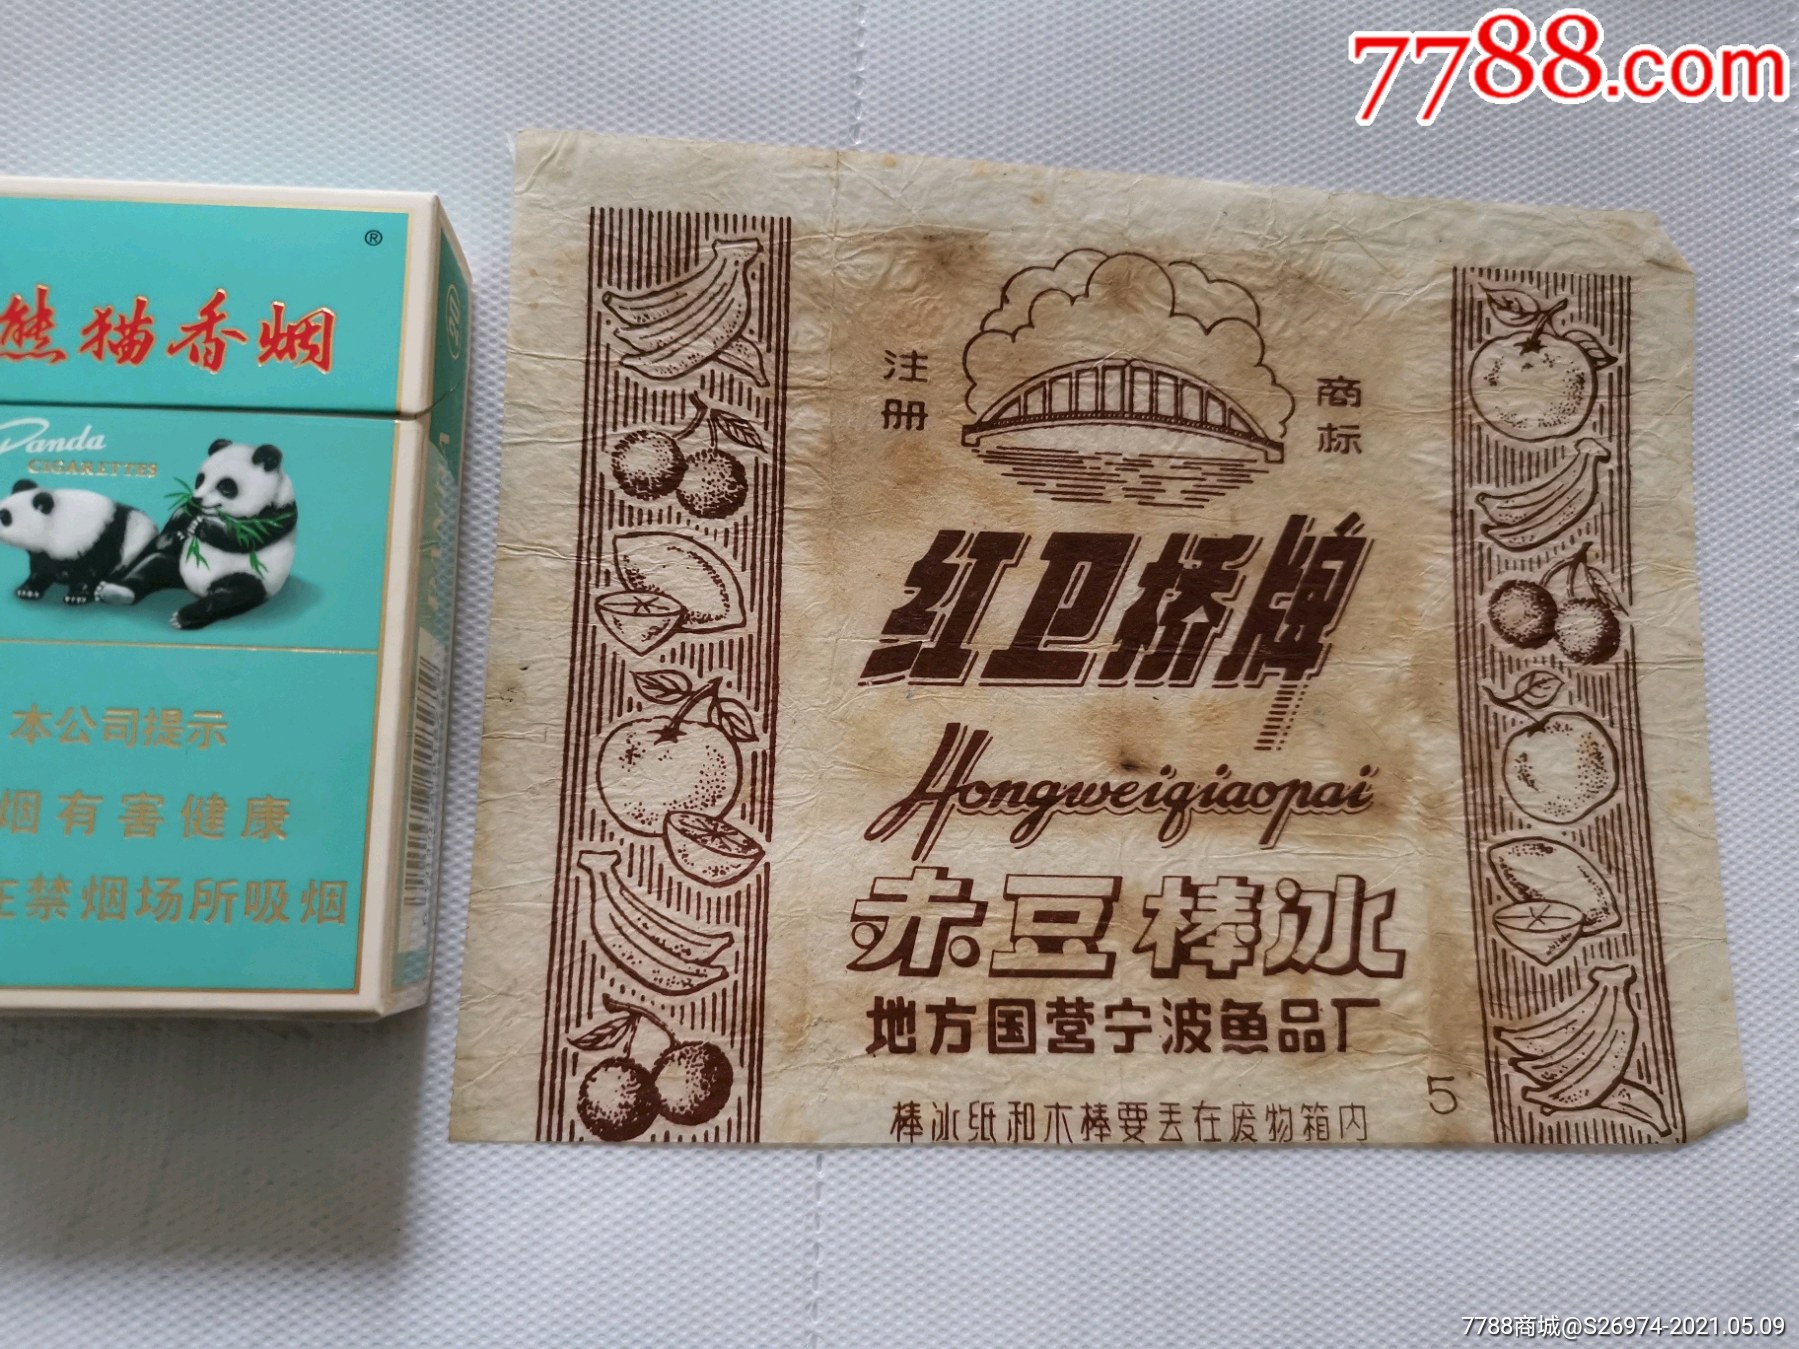 7788.com
®
熊猫香烟
Panda
CIGARETTES
本公司提示
烟有害健康
在禁烟场所吸烟
注册
商标
红卫桥牌
Hongweiqiaopai
赤豆棒冰
地方国营宁波鱼品厂
棒冰纸和木棒要丢在废物箱内
5
7788商城@S26974-2021.05.09